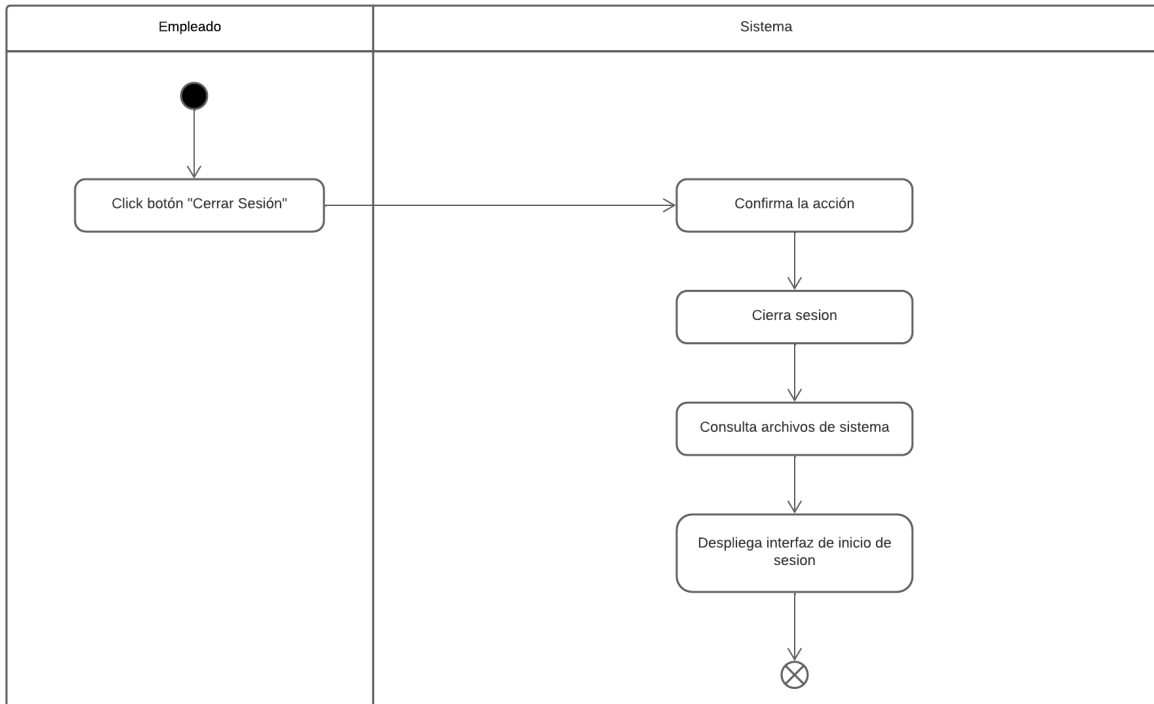 Empleado
Sistema
Click botón "Cerrar Sesión"
Confirma la acción
Cierra sesion
Consulta archivos de sistema
Despliega interfaz de inicio de
sesion